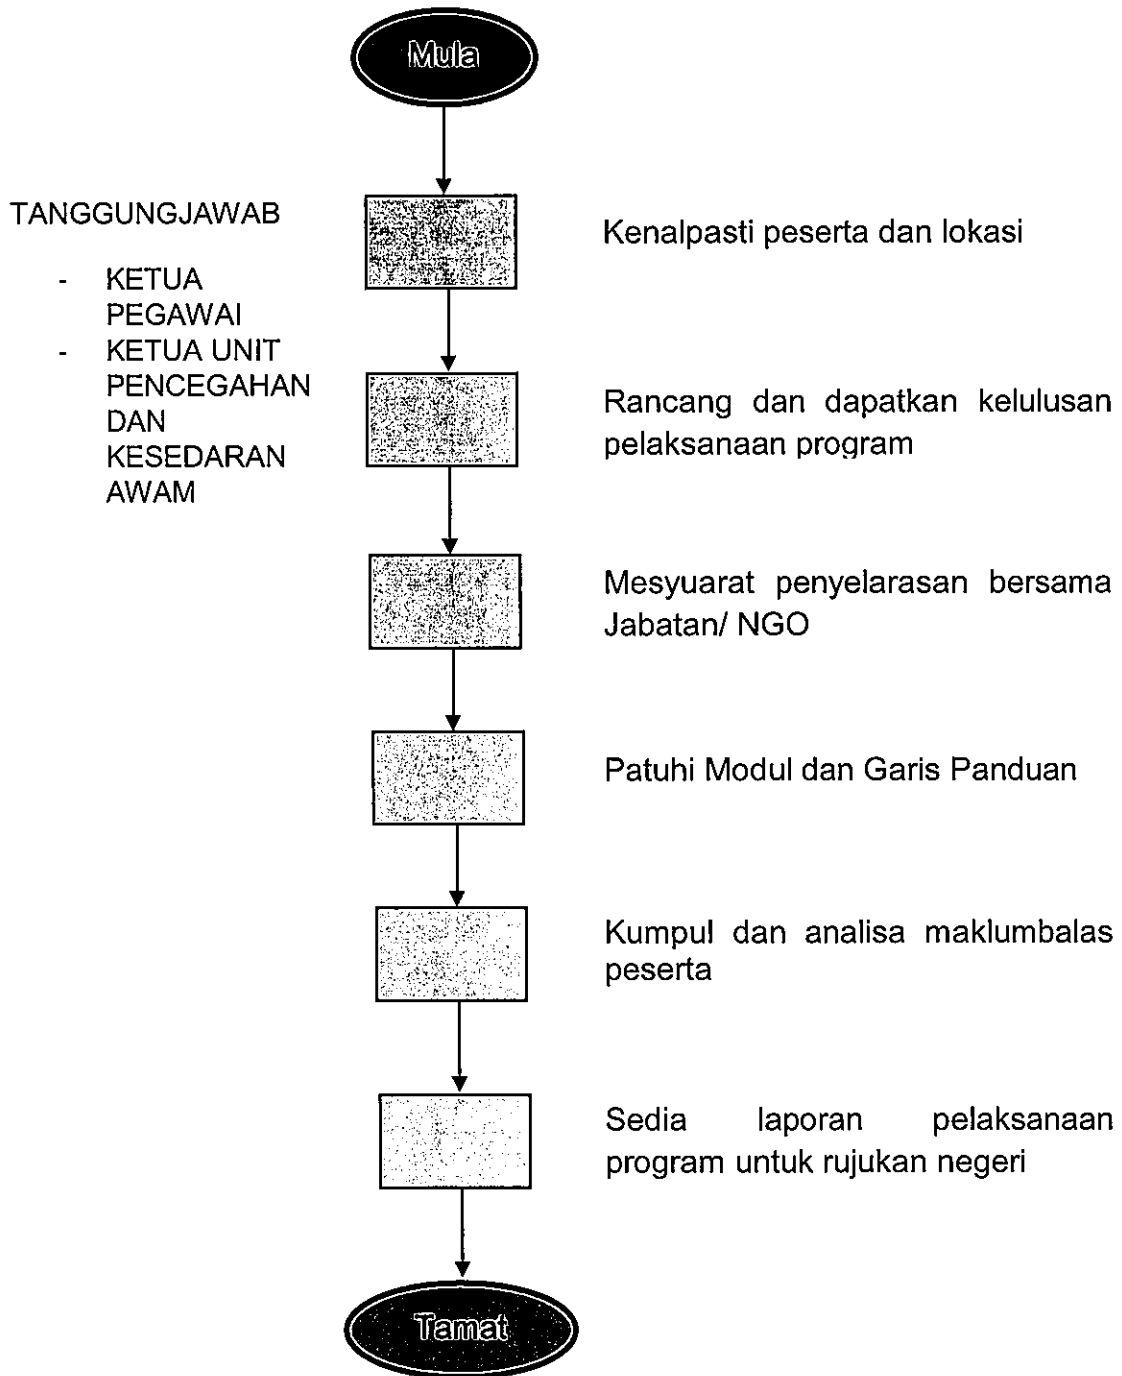 Mula
TANGGUNGJAWAB
- KETUA
PEGAWAI
- KETUA UNIT
PENCEGAHAN
DAN
KESEDARAN
AWAM
Kenalpasti peserta dan lokasi
Rancang dan dapatkan kelulusan
pelaksanaan program
Mesyuarat penyelarasan bersama
Jabatan/ NGO
Patuhi Modul dan Garis Panduan
Kumpul dan analisa maklumbalas
peserta
Sedia laporan pelaksanaan
program untuk rujukan negeri
Tamat